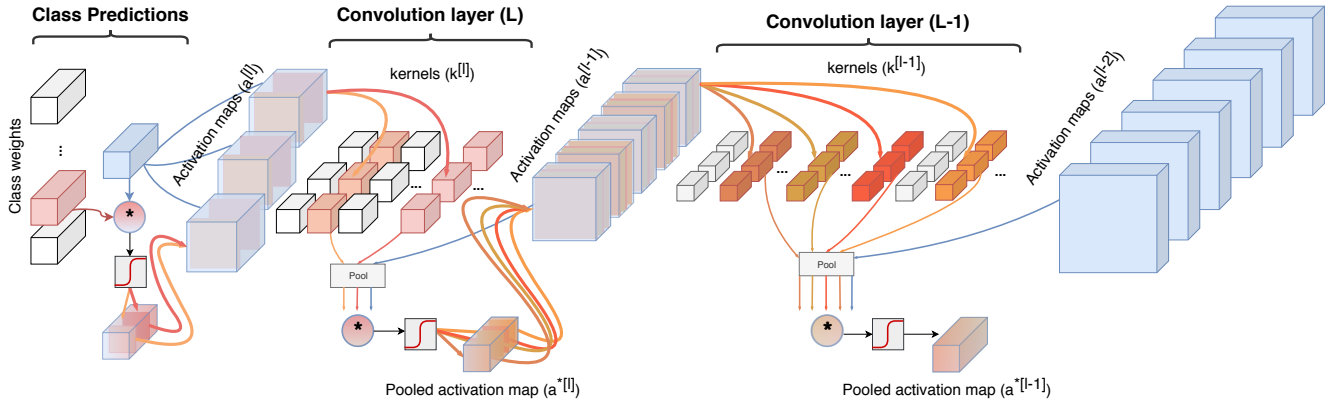 Class Predictions
Convolution layer (L)
Convolution layer (L-1)
Class weights
...
Activation maps (a[l])
kernels (k[l])
...
...
Activation maps (a[l-1])
kernels (k[l-1])
...
...
...
Activation maps (a[l-2])
*
Pool
Pool
*
*
Pooled activation map (a*[l])
Pooled activation map (a*[l-1])